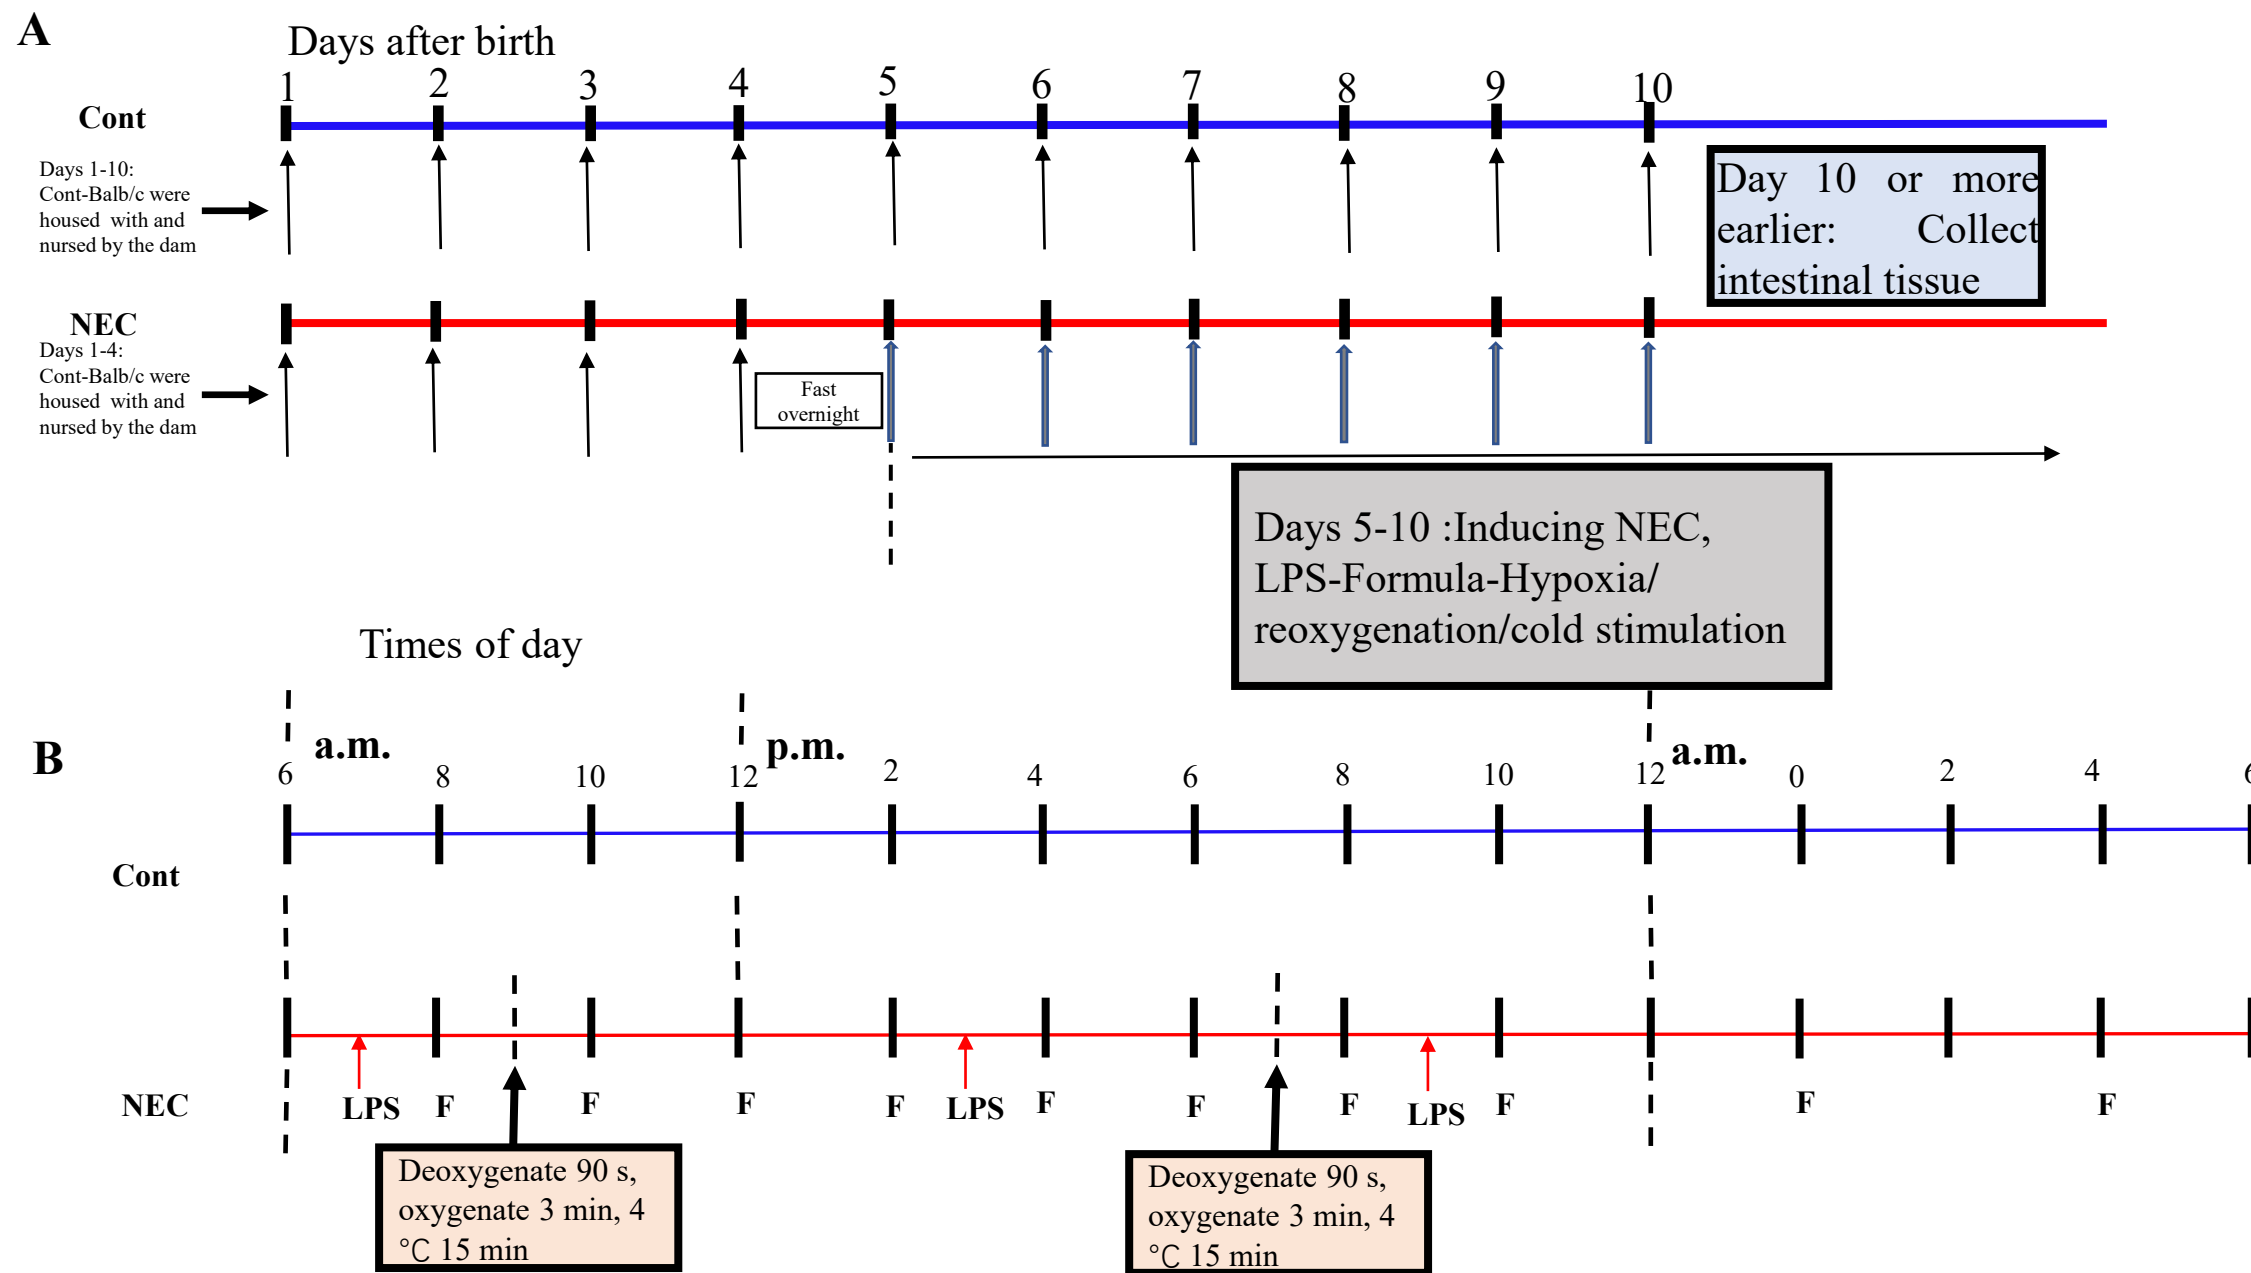 A
Days after birth
1 2 3 4 5 6 7 8 9 10
Cont
Days 1-10:
Cont-Balb/c were
housed with and
nursed by the dam
Day 10 or more
earlier: Collect
intestinal tissue
NEC
Days 1-4:
Cont-Balb/c were
housed with and
nursed by the dam
Fast
overnight
Days 5-10 :Inducing NEC,
LPS-Formula-Hypoxia/
reoxygenation/cold stimulation
Times of day
B
a.m. p.m. a.m.
6 8 10 12 2 4 6 8 10 12 0 2 4 6
Cont
NEC
LPS F F F F LPS F F F LPS F F F
Deoxygenate 90 s,
oxygenate 3 min, 4
°C 15 min
Deoxygenate 90 s,
oxygenate 3 min, 4
°C 15 min